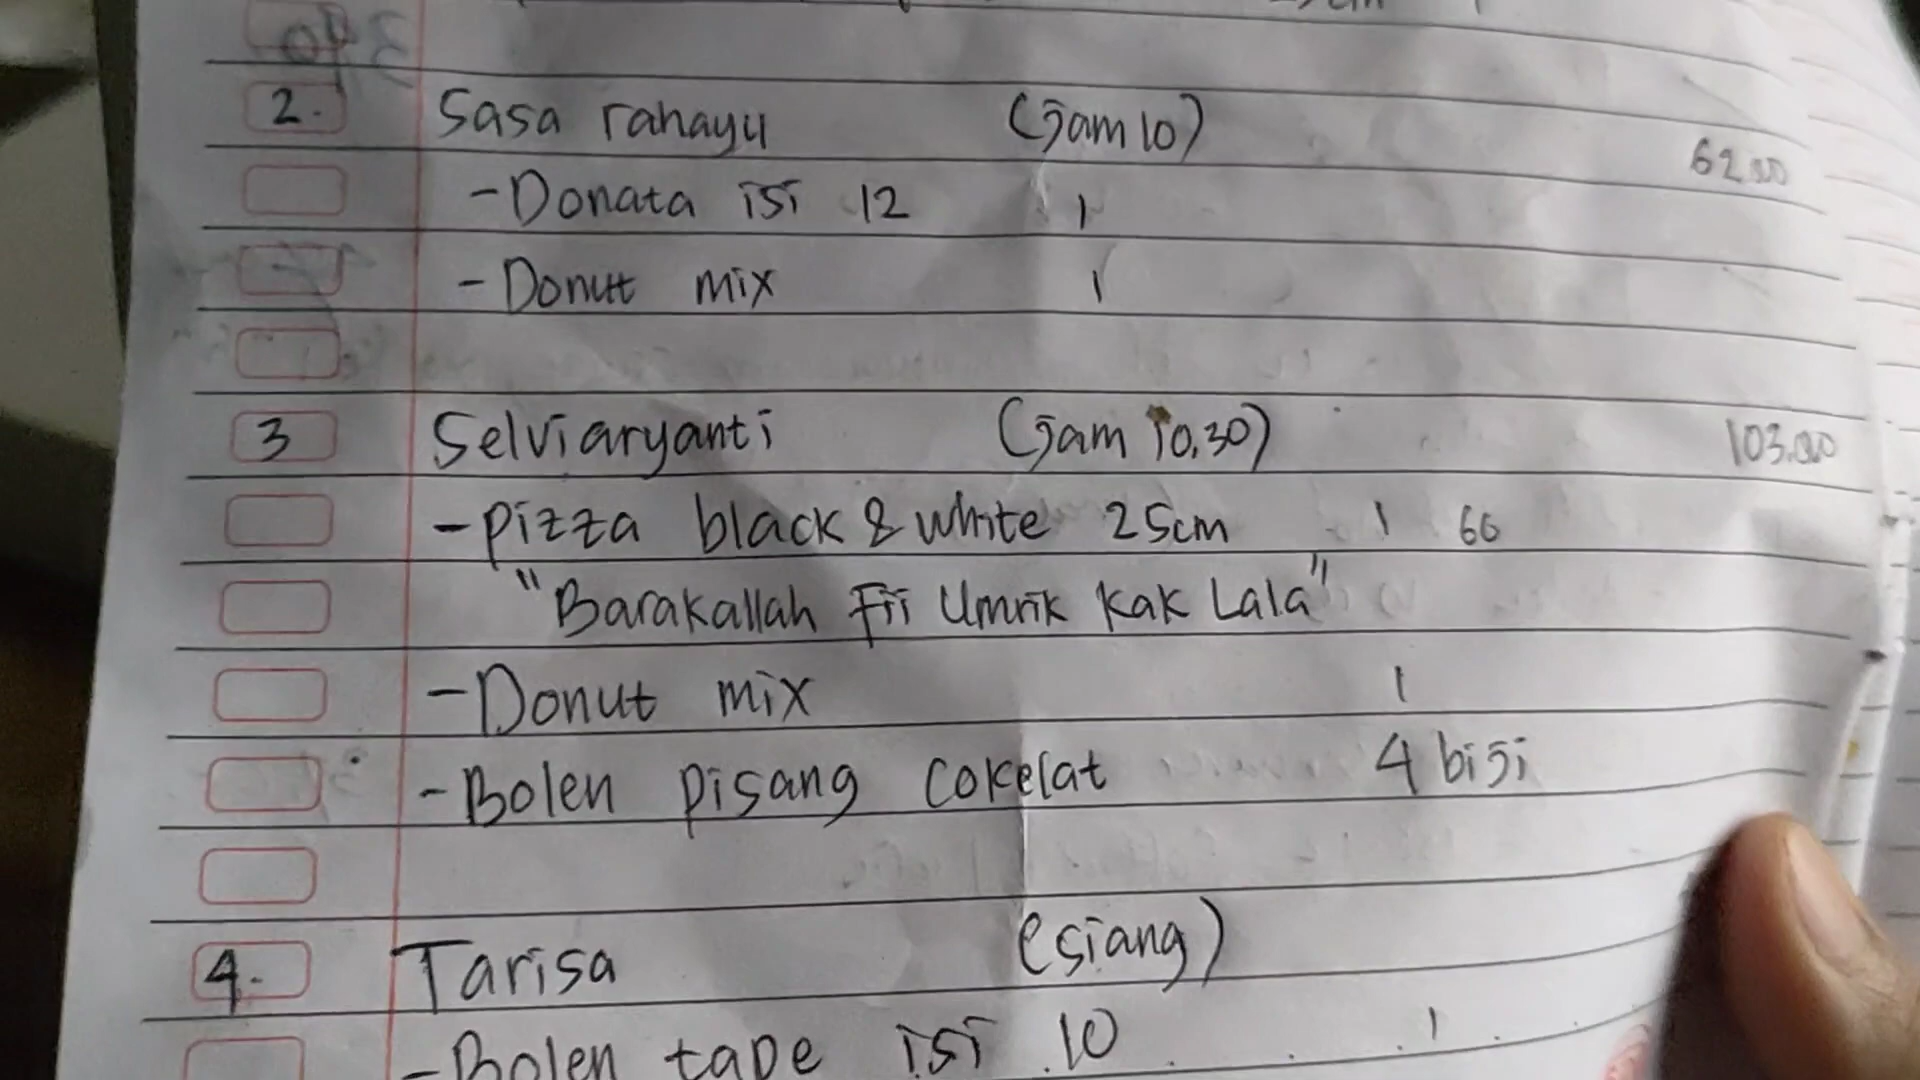 2. Sasa rahayu (jam 10) 62.00
- Donata isi 12 1
- Donut mix 1
3 Selviaryanti (jam 10.30) 103.000
- Pizza black & white 25cm 1 66
"Barakallah Fii Umrik kak Lala"
- Donut mix 1
- Bolen pisang cokelat 4 biji
4. Tarisa (siang)
- Bolen tape isi 10 1